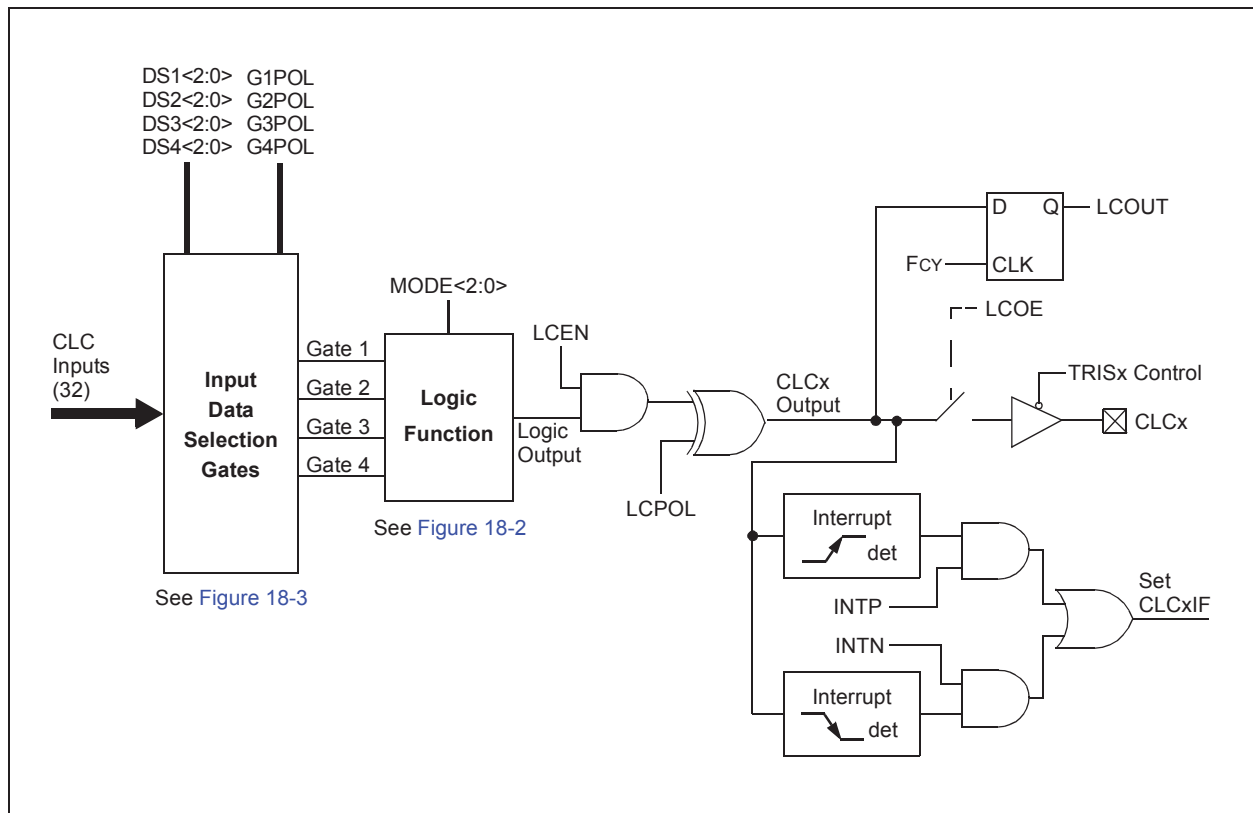 DS1<2:0> G1POL
DS2<2:0> G2POL
DS3<2:0> G3POL
DS4<2:0> G4POL
D Q LCOUT
FCY CLK
MODE<2:0>
LCOE
LCEN
CLC
Inputs
(32)
Input
Data
Selection
Gates
Gate 1
Gate 2
Gate 3
Gate 4
Logic
Function
Logic
Output
CLCx
Output
TRISx Control
CLCx
LCPOL
See Figure 18-2
See Figure 18-3
Interrupt
det
INTP
Set
CLCxIF
INTN
Interrupt
det